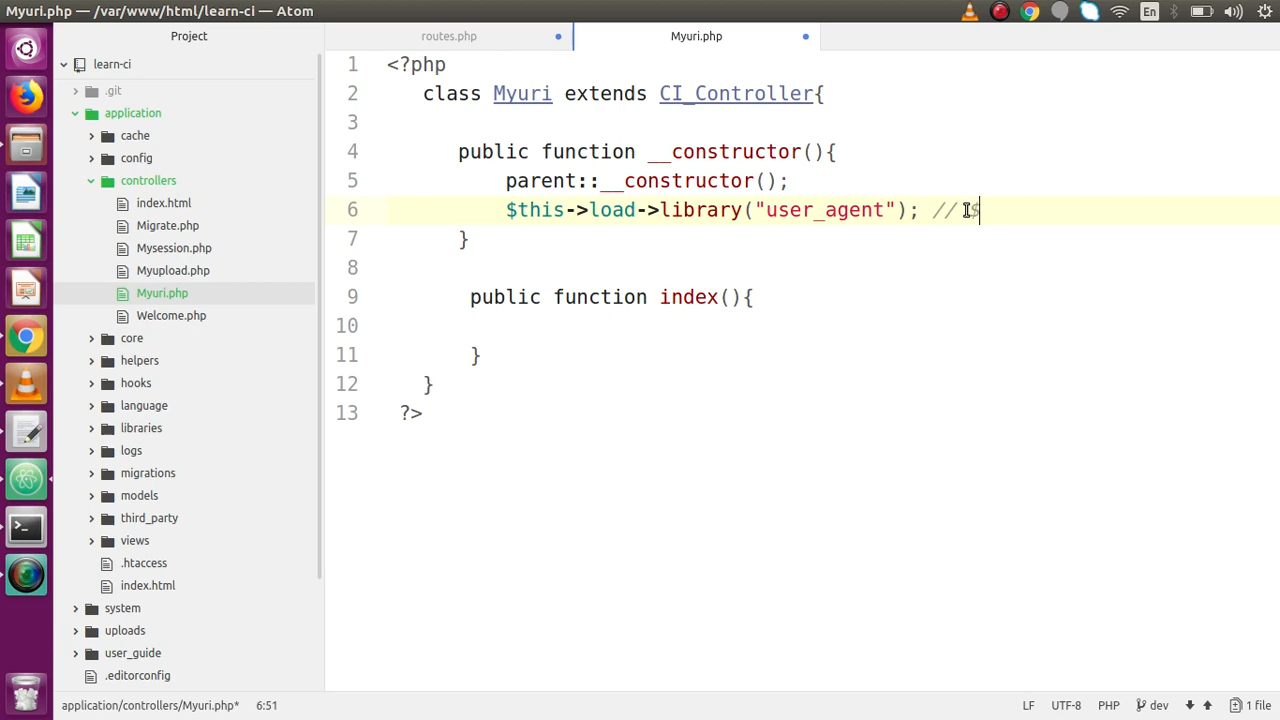 Myuri.php — /var/www/html/learn-ci — Atom
En
Project
routes.php
Myuri.php
learn-ci
.git
application
cache
config
controllers
index.html
Migrate.php
Mysession.php
Myupload.php
Myuri.php
Welcome.php
core
helpers
hooks
language
libraries
logs
migrations
models
third_party
views
.htaccess
index.html
system
uploads
user_guide
.editorconfig
1 <?php
2 class Myuri extends CI_Controller{
3
4 public function __constructor(){
5 parent::__constructor();
6 $this->load->library("user_agent"); // $
7 }
8
9 public function index(){
10
11 }
12 }
13 ?>
application/controllers/Myuri.php* 6:51
LF UTF-8 PHP dev 1 file